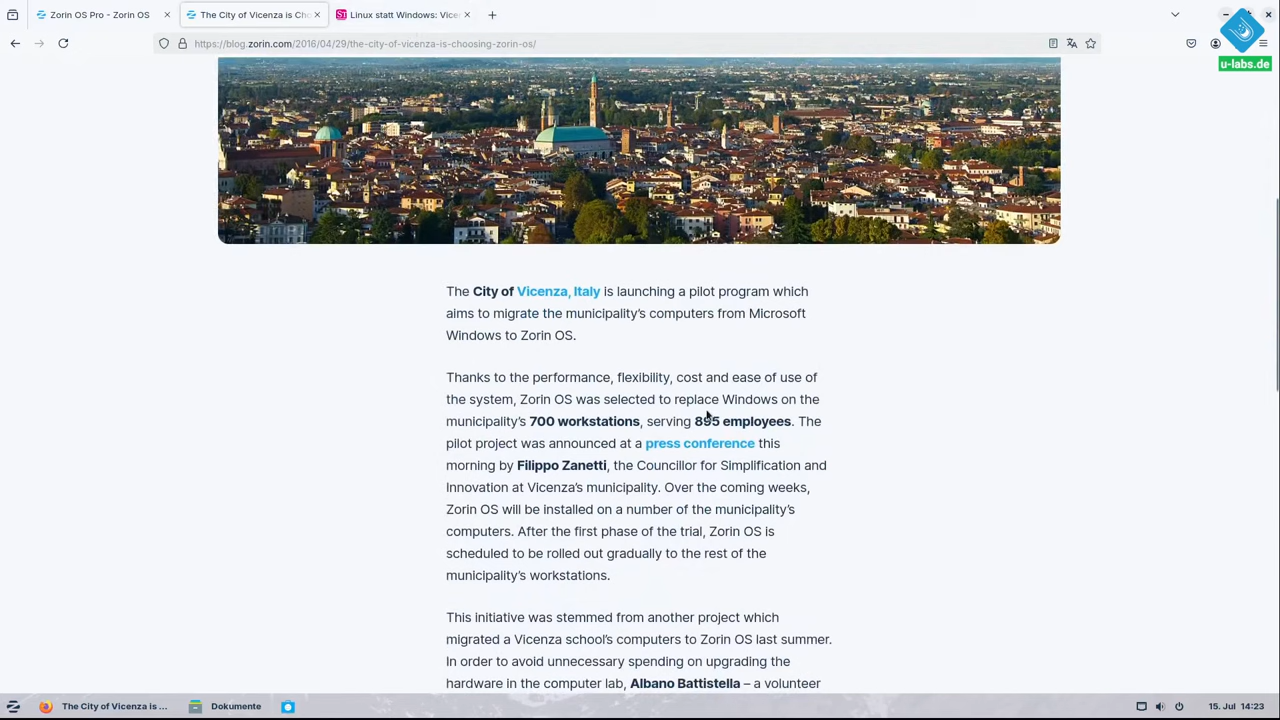 Zorin OS Pro - Zorin OS
The City of Vicenza is Cho
Linux statt Windows: Vice
https://blog.zorin.com/2016/04/29/the-city-of-vicenza-is-choosing-zorin-os/
u-labs.de
The City of Vicenza, Italy is launching a pilot program which
aims to migrate the municipality’s computers from Microsoft
Windows to Zorin OS.
Thanks to the performance, flexibility, cost and ease of use of
the system, Zorin OS was selected to replace Windows on the
municipality’s 700 workstations, serving 895 employees. The
pilot project was announced at a press conference this
morning by Filippo Zanetti, the Councillor for Simplification and
Innovation at Vicenza’s municipality. Over the coming weeks,
Zorin OS will be installed on a number of the municipality’s
computers. After the first phase of the trial, Zorin OS is
scheduled to be rolled out gradually to the rest of the
municipality’s workstations.
This initiative was stemmed from another project which
migrated a Vicenza school’s computers to Zorin OS last summer.
In order to avoid unnecessary spending on upgrading the
hardware in the computer lab, Albano Battistella – a volunteer
The City of Vicenza is ...
Dokumente
15. Jul 14:23